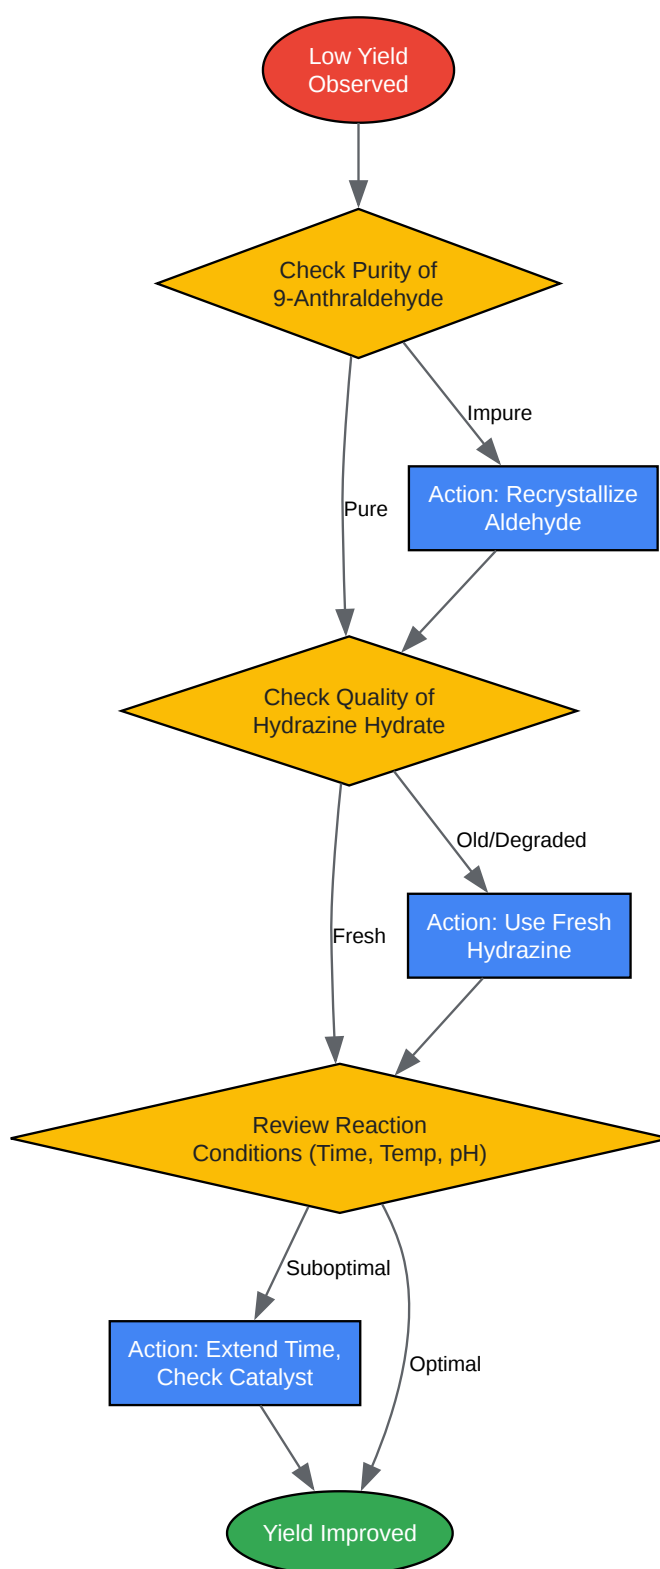 Low Yield
Observed
Check Purity of
9-Anthraldehyde
Impure
Action: Recrystallize
Aldehyde
Pure
Check Quality of
Hydrazine Hydrate
Old/Degraded
Action: Use Fresh
Hydrazine
Fresh
Review Reaction
Conditions (Time, Temp, pH)
Suboptimal
Action: Extend Time,
Check Catalyst
Optimal
Yield Improved